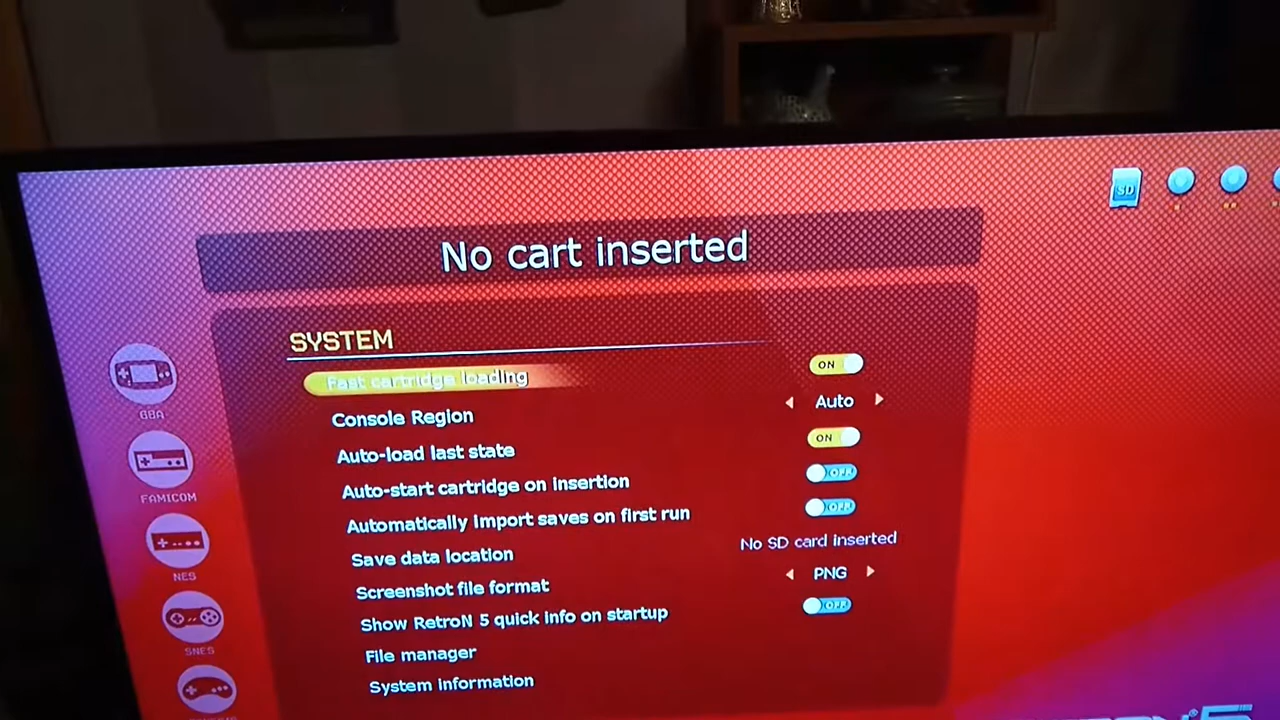 SD
No cart inserted
SYSTEM
Fast cartridge loading ON
Console Region Auto
Auto-load last state ON
Auto-start cartridge on insertion OFF
Automatically import saves on first run OFF
Save data location No SD card inserted
Screenshot file format PNG
Show RetroN 5 quick info on startup OFF
File manager
System information
GBA
FAMICOM
NES
SNES